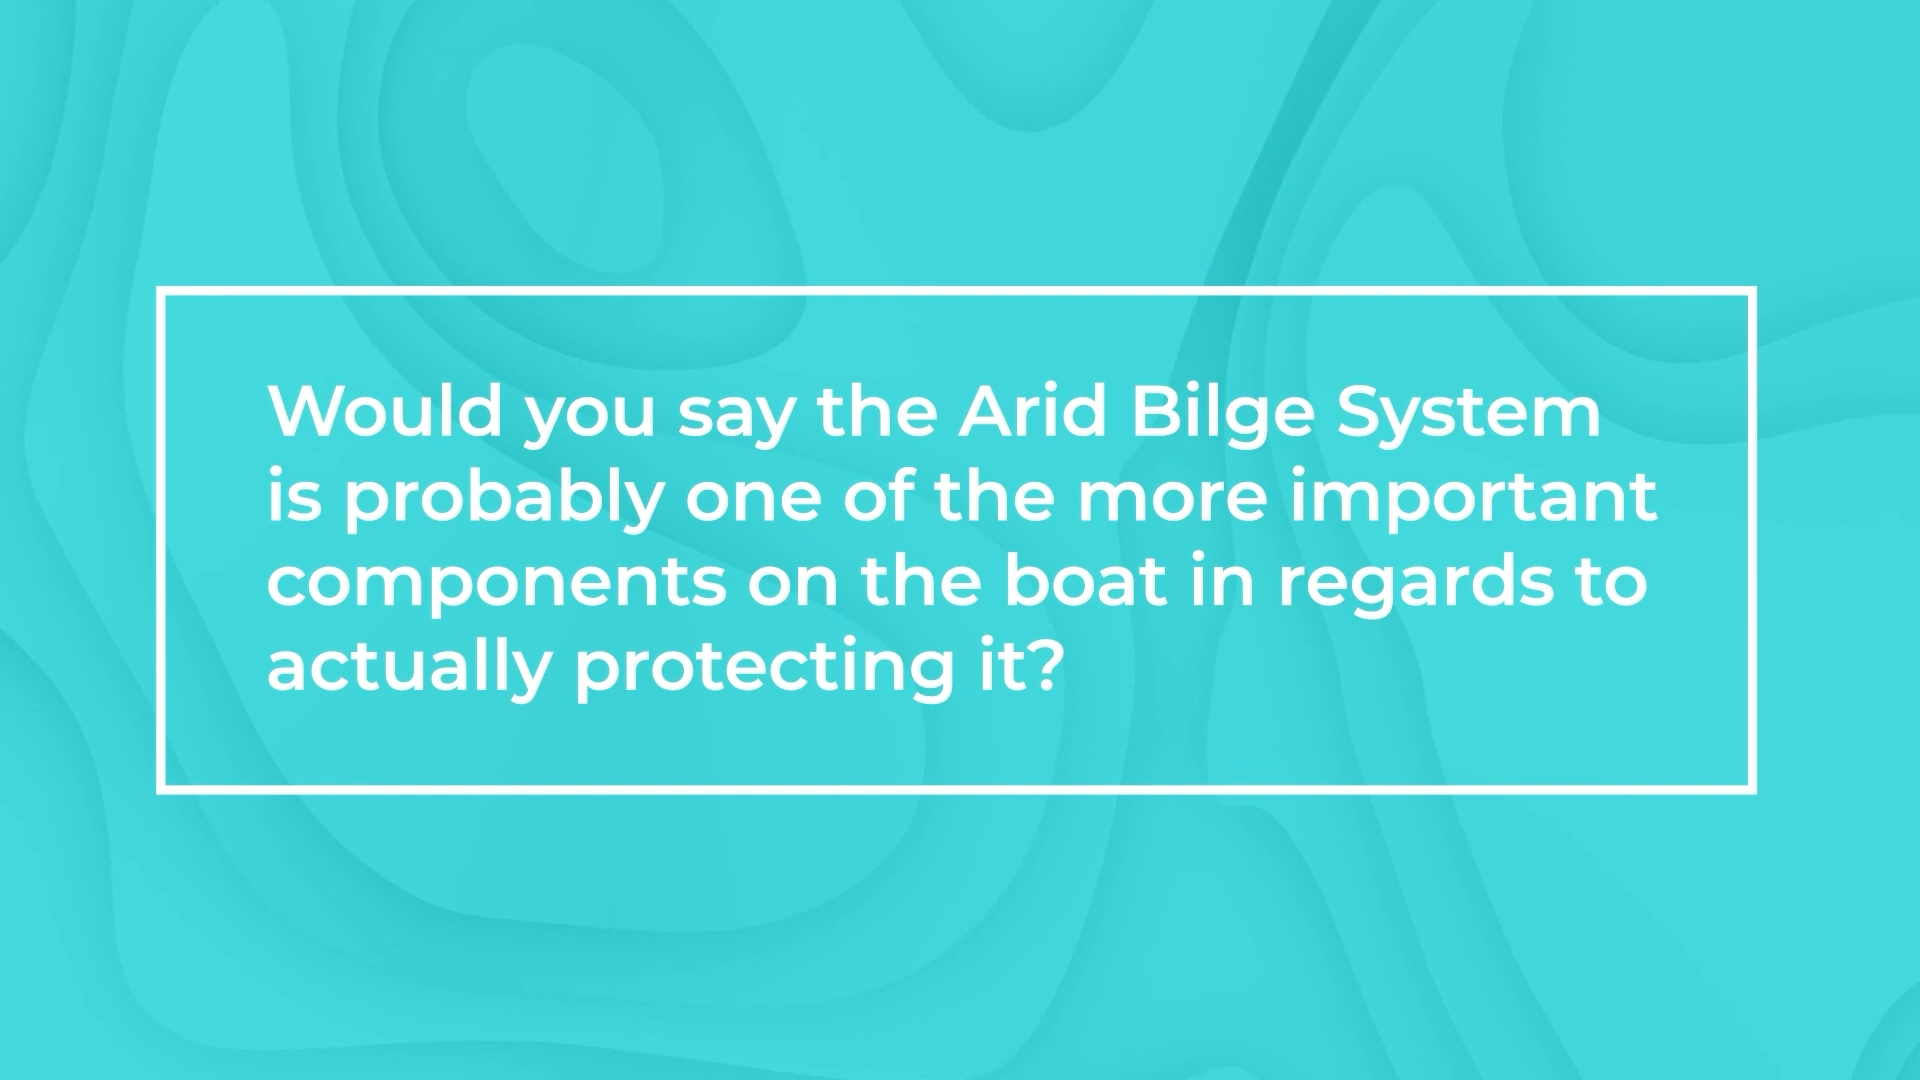 Would you say the Arid Bilge System
is probably one of the more important
components on the boat in regards to
actually protecting it?